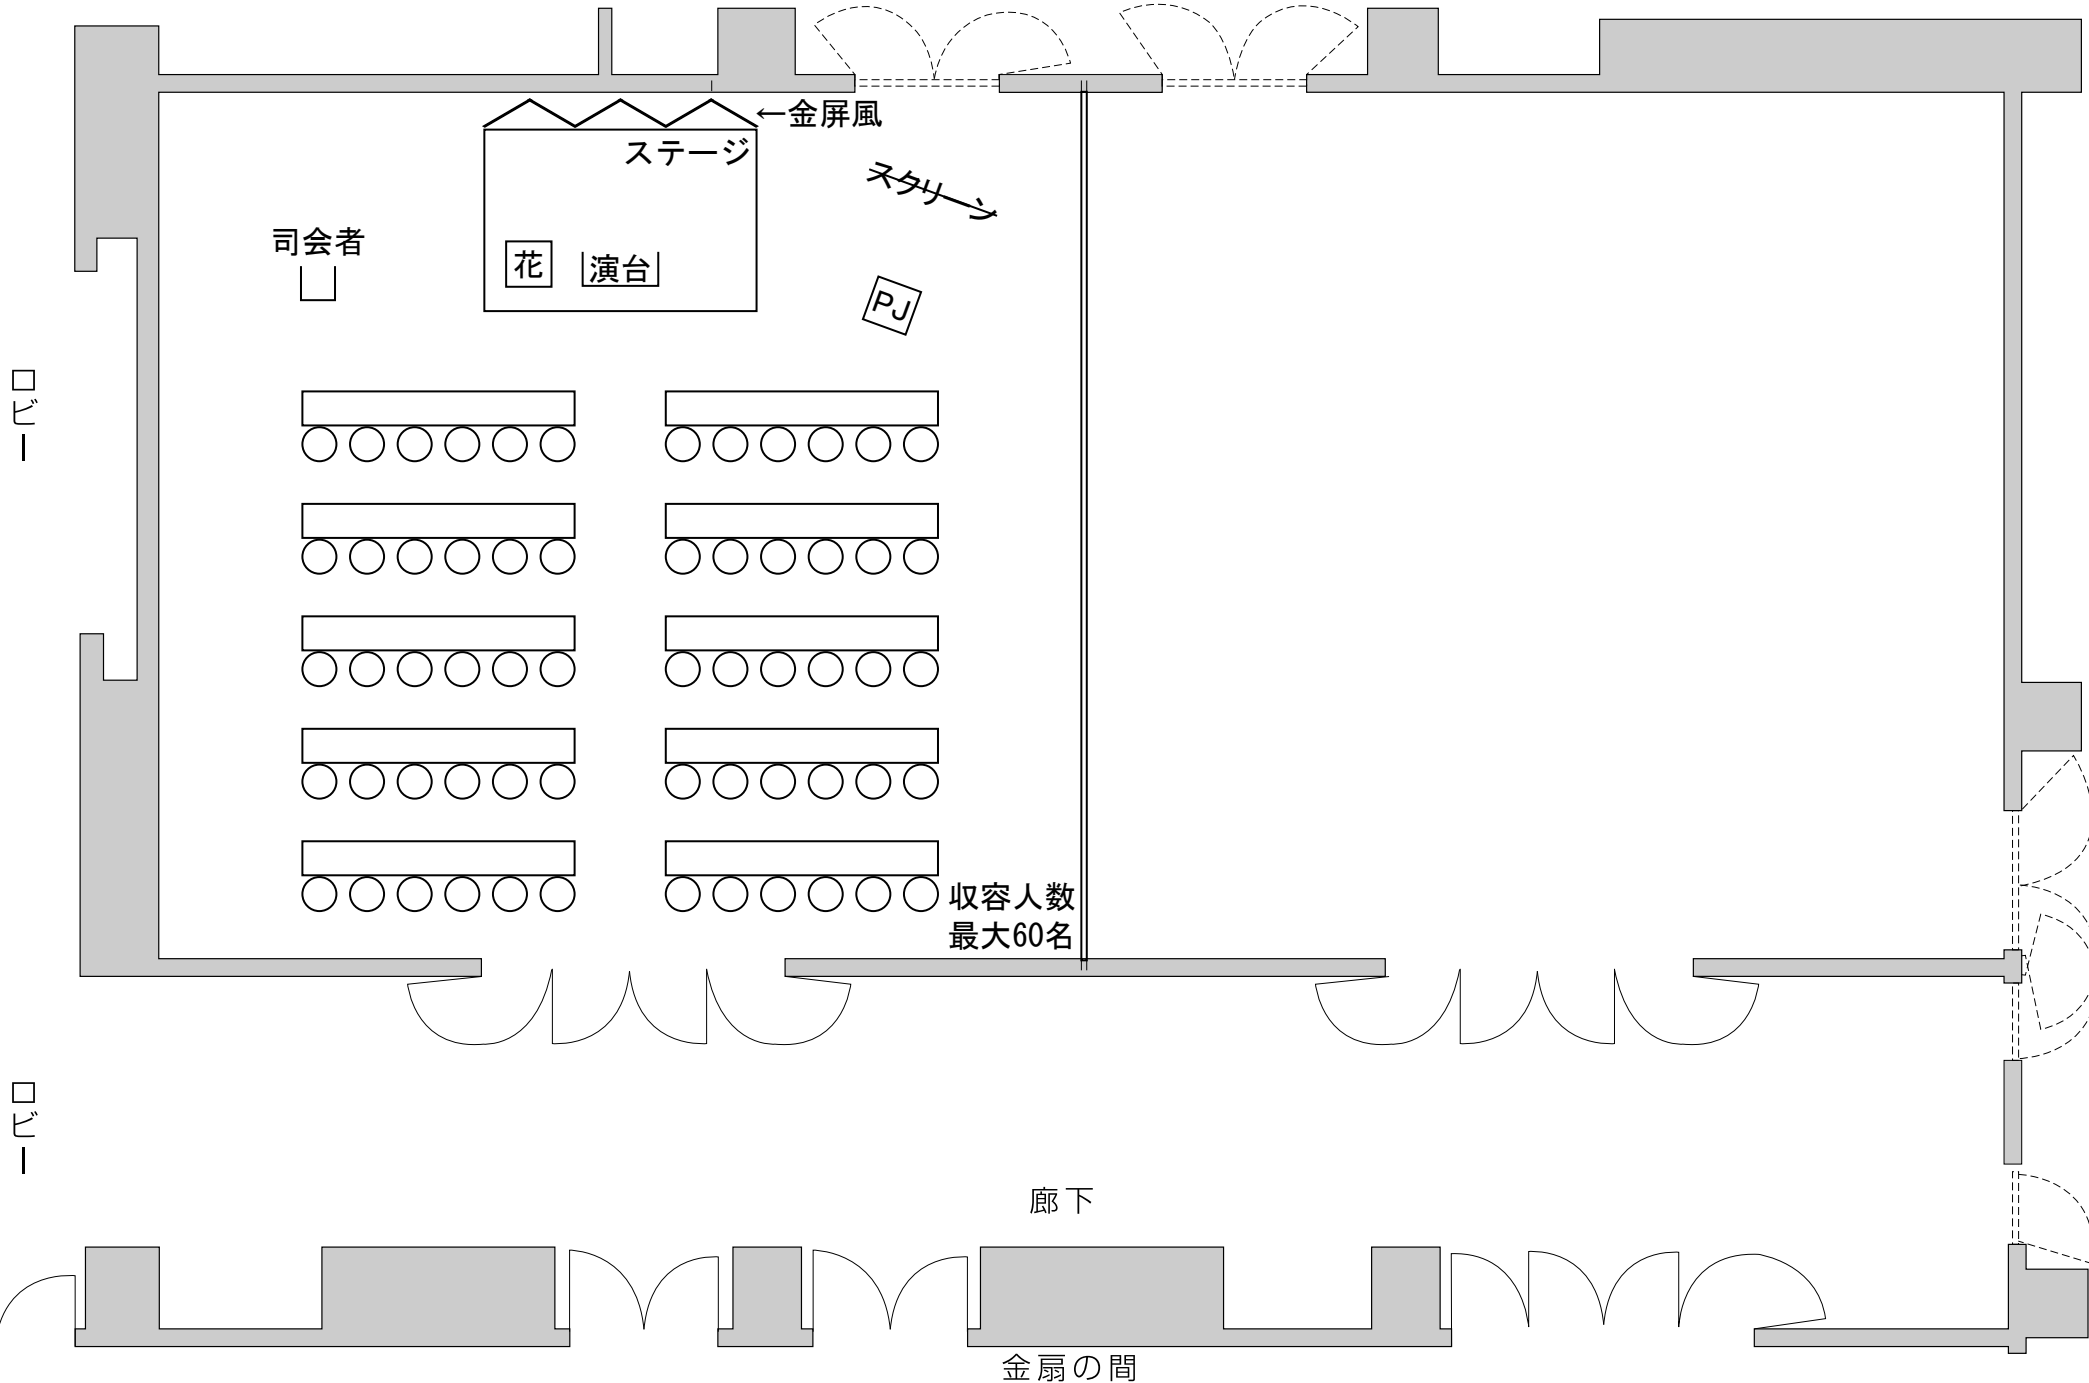 ←金屏風
ステージ
スクリーン
司会者
花
演台
PJ
ロビー
収容人数
最大60名
ロビー
廊下
金扇の間